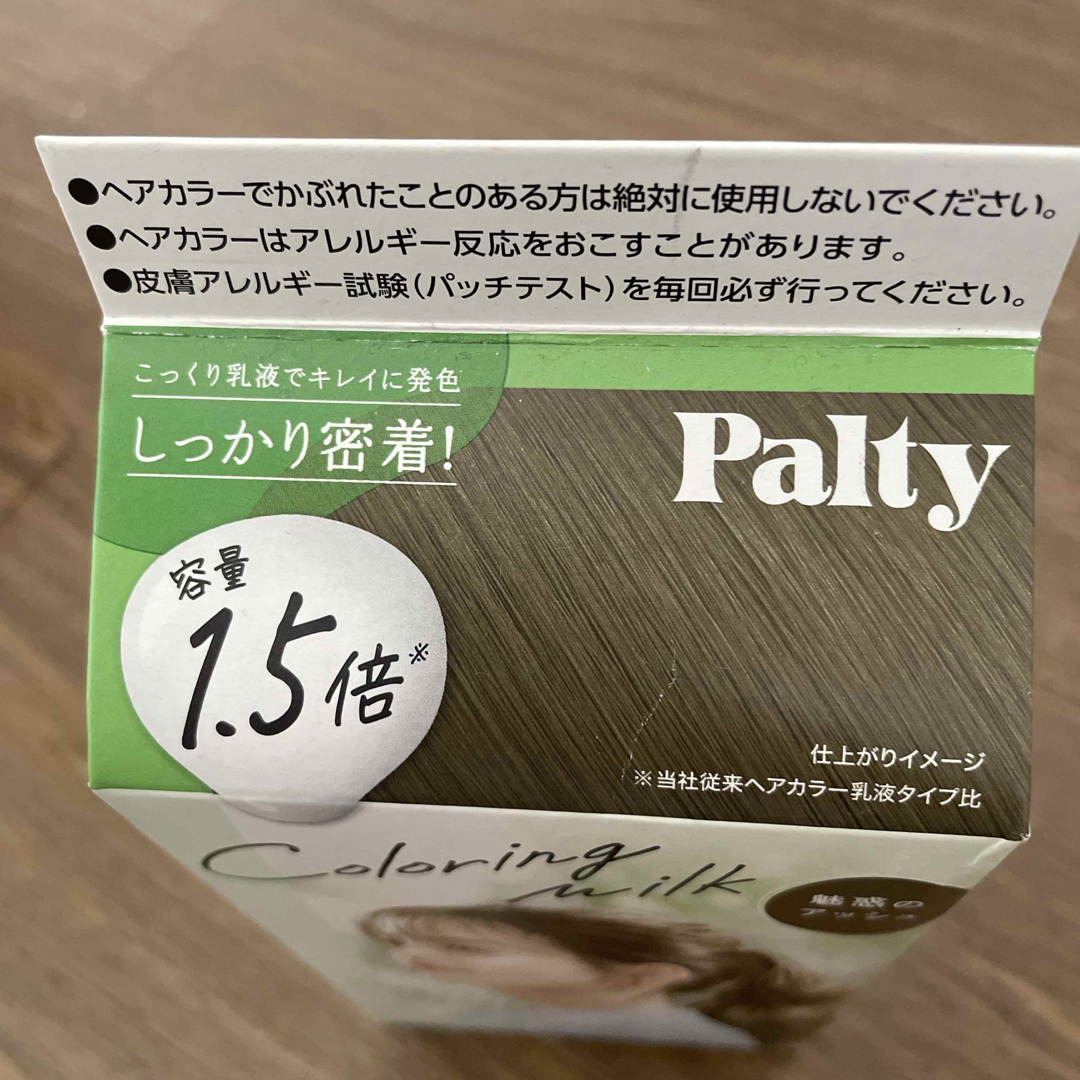 ●ヘアカラーでかぶれたことのある方は絶対に使用しないでください。
●ヘアカラーはアレルギー反応をおこすことがあります。
●皮膚アレルギー試験(パッチテスト)を毎回必ず行ってください。
こっくり乳液でキレイに発色
しっかり密着!
Palty
容量
1.5倍※
仕上がりイメージ
※当社従来ヘアカラー乳液タイプ比
Coloring
milk
魅惑の
アッシュ